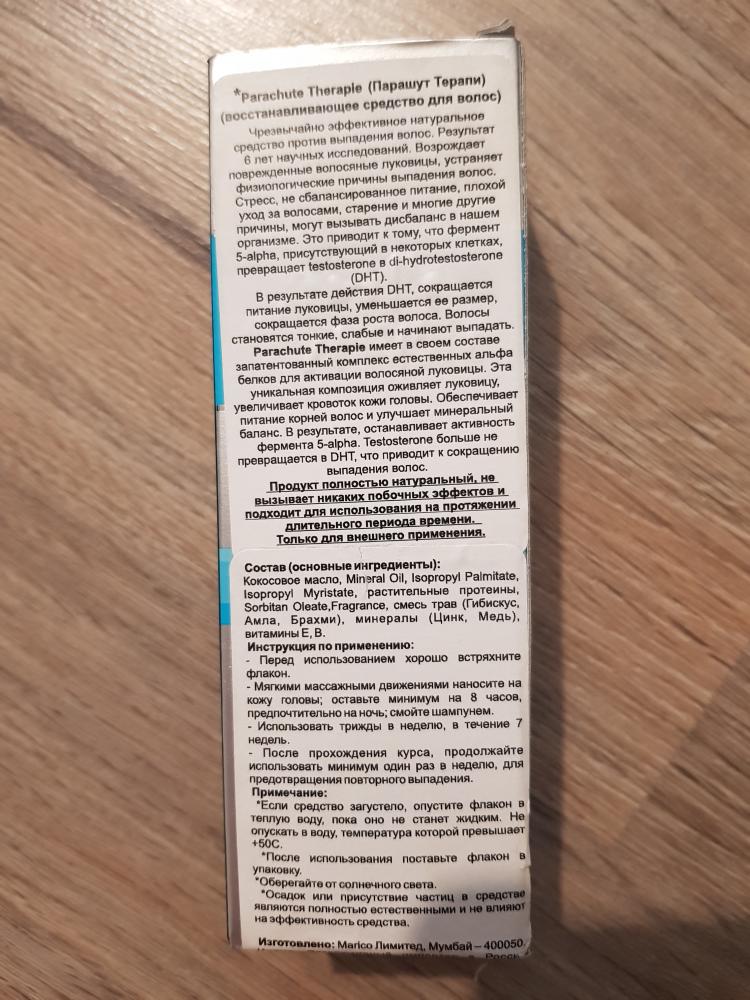 *Parachute Therapie (Парашут Терапи)
(восстанавливающее средство для волос)
Чрезвычайно эффективное натуральное
средство против выпадения волос. Результат
6 лет научных исследований. Возрождает
поврежденные волосяные луковицы, устраняет
физиологические причины выпадения волос.
Стресс, не сбалансированное питание, плохой
уход за волосами, старение и многие другие
причины, могут вызывать дисбаланс в нашем
организме. Это приводит к тому, что фермент
5-alpha, присутствующий в некоторых клетках,
превращает testosterone в di-hydrotestosterone
(DHT).
В результате действия DHT, сокращается
питание луковицы, уменьшается ее размер,
сокращается фаза роста волоса. Волосы
становятся тонкие, слабые и начинают выпадать.
Parachute Therapie имеет в своем составе
запатентованный комплекс естественных альфа
белков для активации волосяной луковицы. Эта
уникальная композиция оживляет луковицу,
увеличивает кровоток кожи головы. Обеспечивает
питание корней волос и улучшает минеральный
баланс. В результате, останавливает активность
фермента 5-alpha. Testosterone больше не
превращается в DHT, что приводит к сокращению
выпадения волос.
Продукт полностью натуральный, не
вызывает никаких побочных эффектов и
подходит для использования на протяжении
длительного периода времени.
Только для внешнего применения.
Состав (основные ингредиенты):
Кокосовое масло, Mineral Oil, Isopropyl Palmitate,
Isopropyl Myristate, растительные протеины,
Sorbitan Oleate,Fragrance, смесь трав (Гибискус,
Амла, Брахми), минералы (Цинк, Медь),
витамины Е, В.
Инструкция по применению:
- Перед использованием хорошо встряхните
флакон.
- Мягкими массажными движениями наносите на
кожу головы; оставьте минимум на 8 часов,
предпочтительно на ночь; смойте шампунем.
- Использовать трижды в неделю, в течение 7
недель.
- После прохождения курса, продолжайте
использовать минимум один раз в неделю, для
предотвращения повторного выпадения.
Примечание:
*Если средство загустело, опустите флакон в
теплую воду, пока оно не станет жидким. Не
опускать в воду, температура которой превышает
+50С.
*После использования поставьте флакон в
упаковку.
*Оберегайте от солнечного света.
*Осадок или присутствие частиц в средстве
являются полностью естественными и не влияют
на эффективность средства.
Изготовлено: Магico Лимитед, Мумбай – 400050.